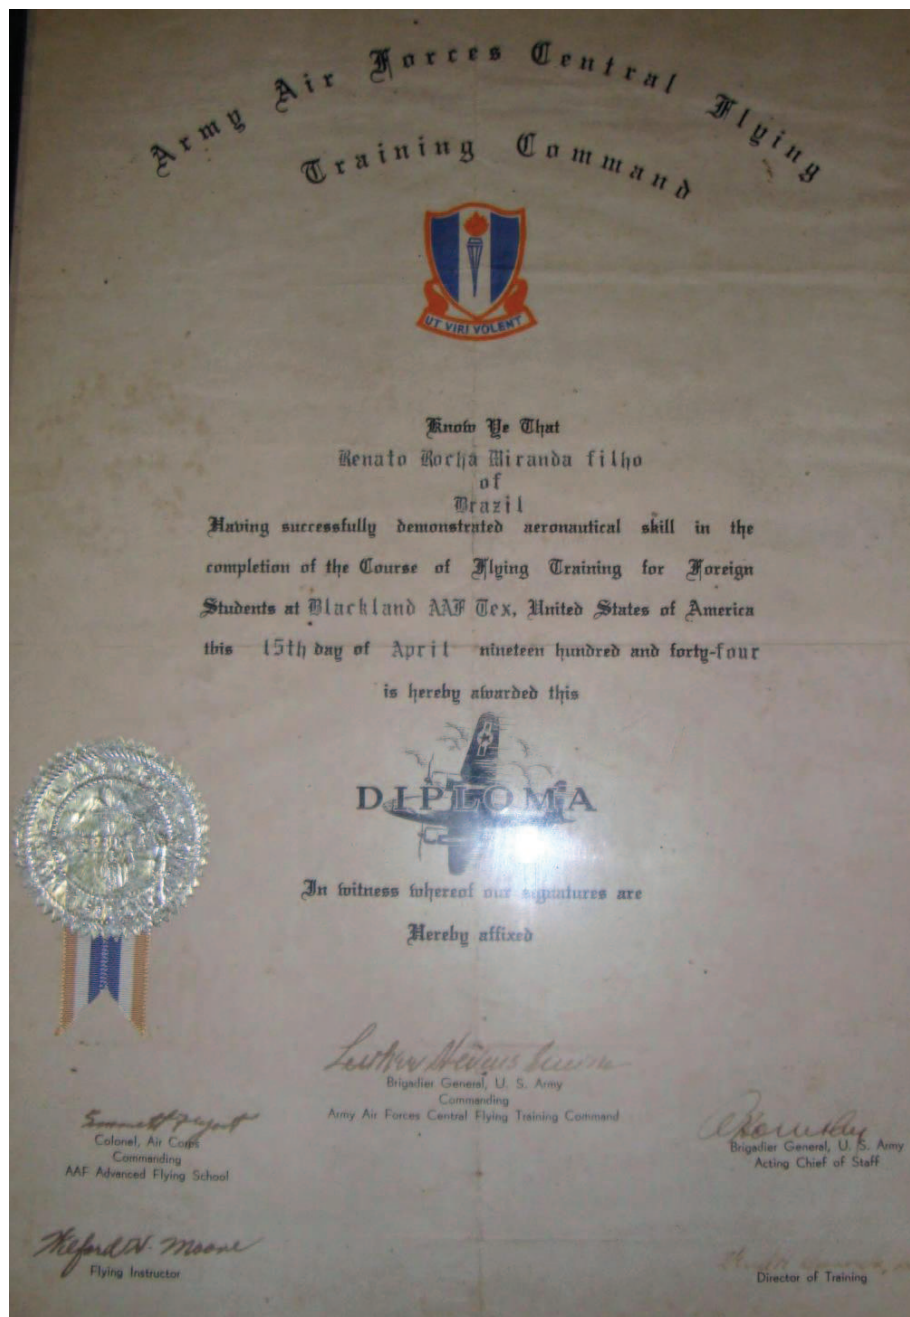 Army Air Forces Central Flying
Training Command
UT VIRI VOLENT
Know Ye That
Renato Rocha Miranda filho
of
Brazil
Having successfully demonstrated aeronautical skill in the
completion of the Course of Flying Training for Foreign
Students at Blackland AAF Tex, United States of America
this 15th day of April nineteen hundred and forty-four
is hereby awarded this
DIPLOMA
In witness whereof our signatures are
Hereby affixed
Brigadier General, U. S. Army
Commanding
Army Air Forces Central Flying Training Command
Colonel, Air Corps
Commanding
AAF Advanced Flying School
Brigadier General, U. S. Army
Acting Chief of Staff
Wilford H. Moore
Flying Instructor
Director of Training